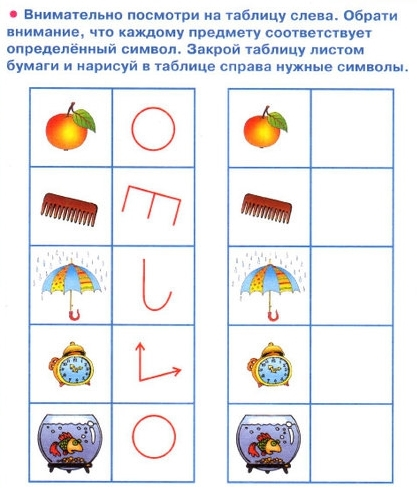 • Внимательно посмотри на таблицу слева. Обрати
внимание, что каждому предмету соответствует
определённый символ. Закрой таблицу листом
бумаги и нарисуй в таблице справа нужные символы.